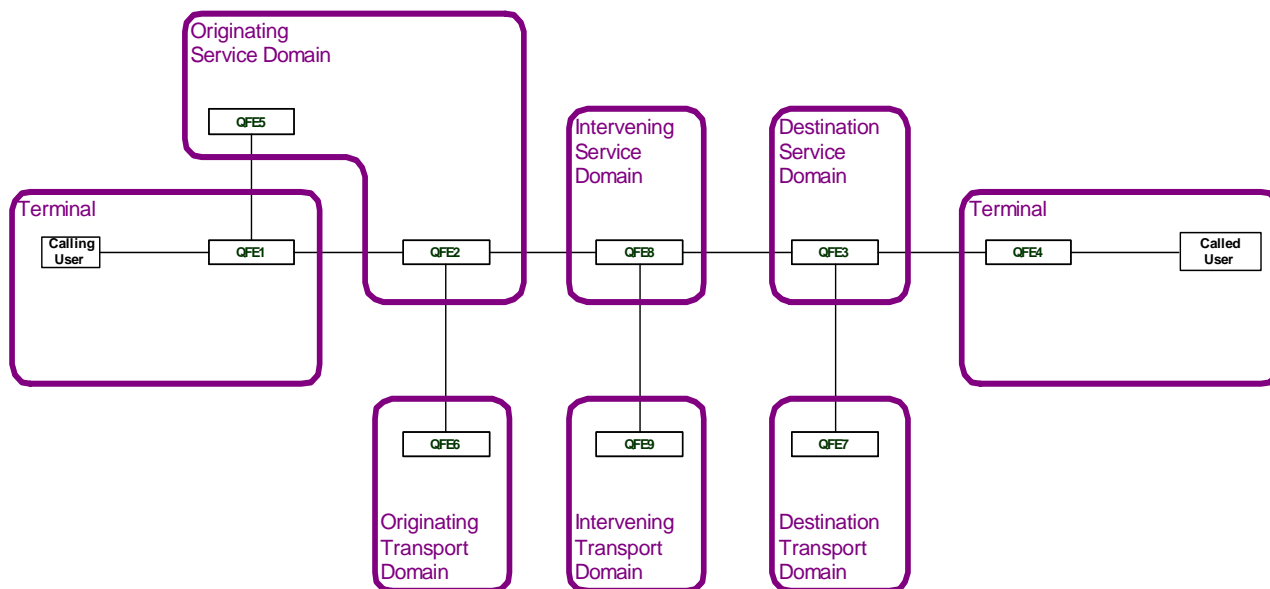 Originating
Service Domain
QFE5
Intervening
Service
Domain
Destination
Service
Domain
Terminal
Terminal
Calling
User
QFE1
QFE2
QFE8
QFE3
QFE4
Called
User
QFE6
QFE9
QFE7
Originating
Transport
Domain
Intervening
Transport
Domain
Destination
Transport
Domain